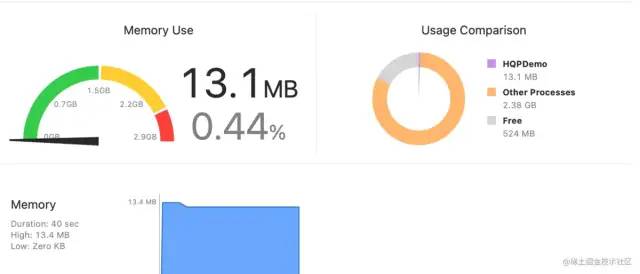 Memory Use
1.5GB
0.7GB
2.2GB
0GB
2.9GB
13.1MB
0.44%
Usage Comparison
HQPDemo
13.1 MB
Other Processes
2.38 GB
Free
524 MB
Memory
Duration: 40 sec
High: 13.4 MB
Low: Zero KB
13.4 MB
@稀土掘金技术社区